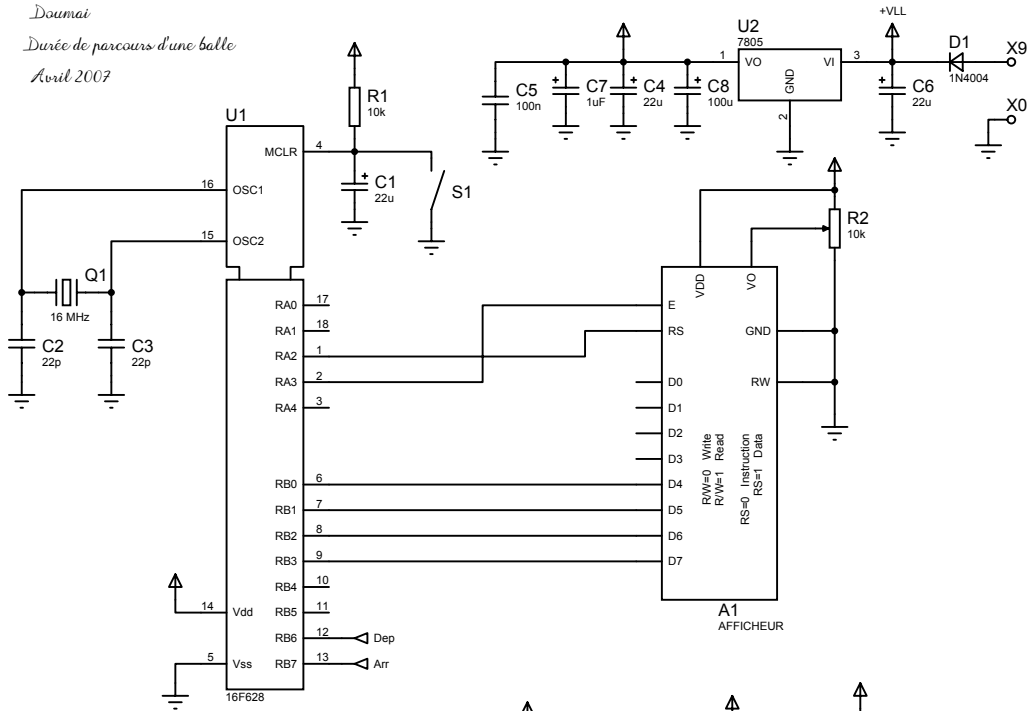 Doumai
Durée de parcours d'une balle
Avril 2007
R1
10k
U1
MCLR
4
C1
22u
S1
16
OSC1
15
OSC2
Q1
16 MHz
C2
22p
C3
22p
RA0
17
RA1
18
RA2
1
RA3
2
RA4
3
RB0
6
RB1
7
RB2
8
RB3
9
RB4
10
14
Vdd
RB5
11
RB6
12
Dep
5
Vss
RB7
13
Arr
16F628
+VLL
U2
7805
1
VO
VI
3
GND
2
D1
1N4004
X9
X0
C5
100n
C7
1uF
C4
22u
C8
100u
C6
22u
R2
10k
VDD
VO
E
RS
GND
D0
RW
D1
D2
D3
D4
D5
D6
D7
R/W=0 Write
R/W=1 Read
RS=0 Instruction
RS=1 Data
A1
AFFICHEUR